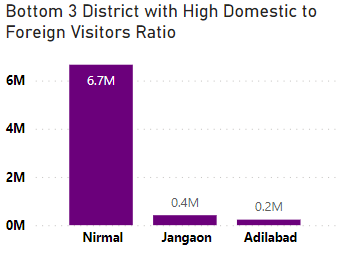 Bottom 3 District with High Domestic to
Foreign Visitors Ratio
6M
4M
2M
0M
6.7M
0.4M
0.2M
Nirmal
Jangaon
Adilabad